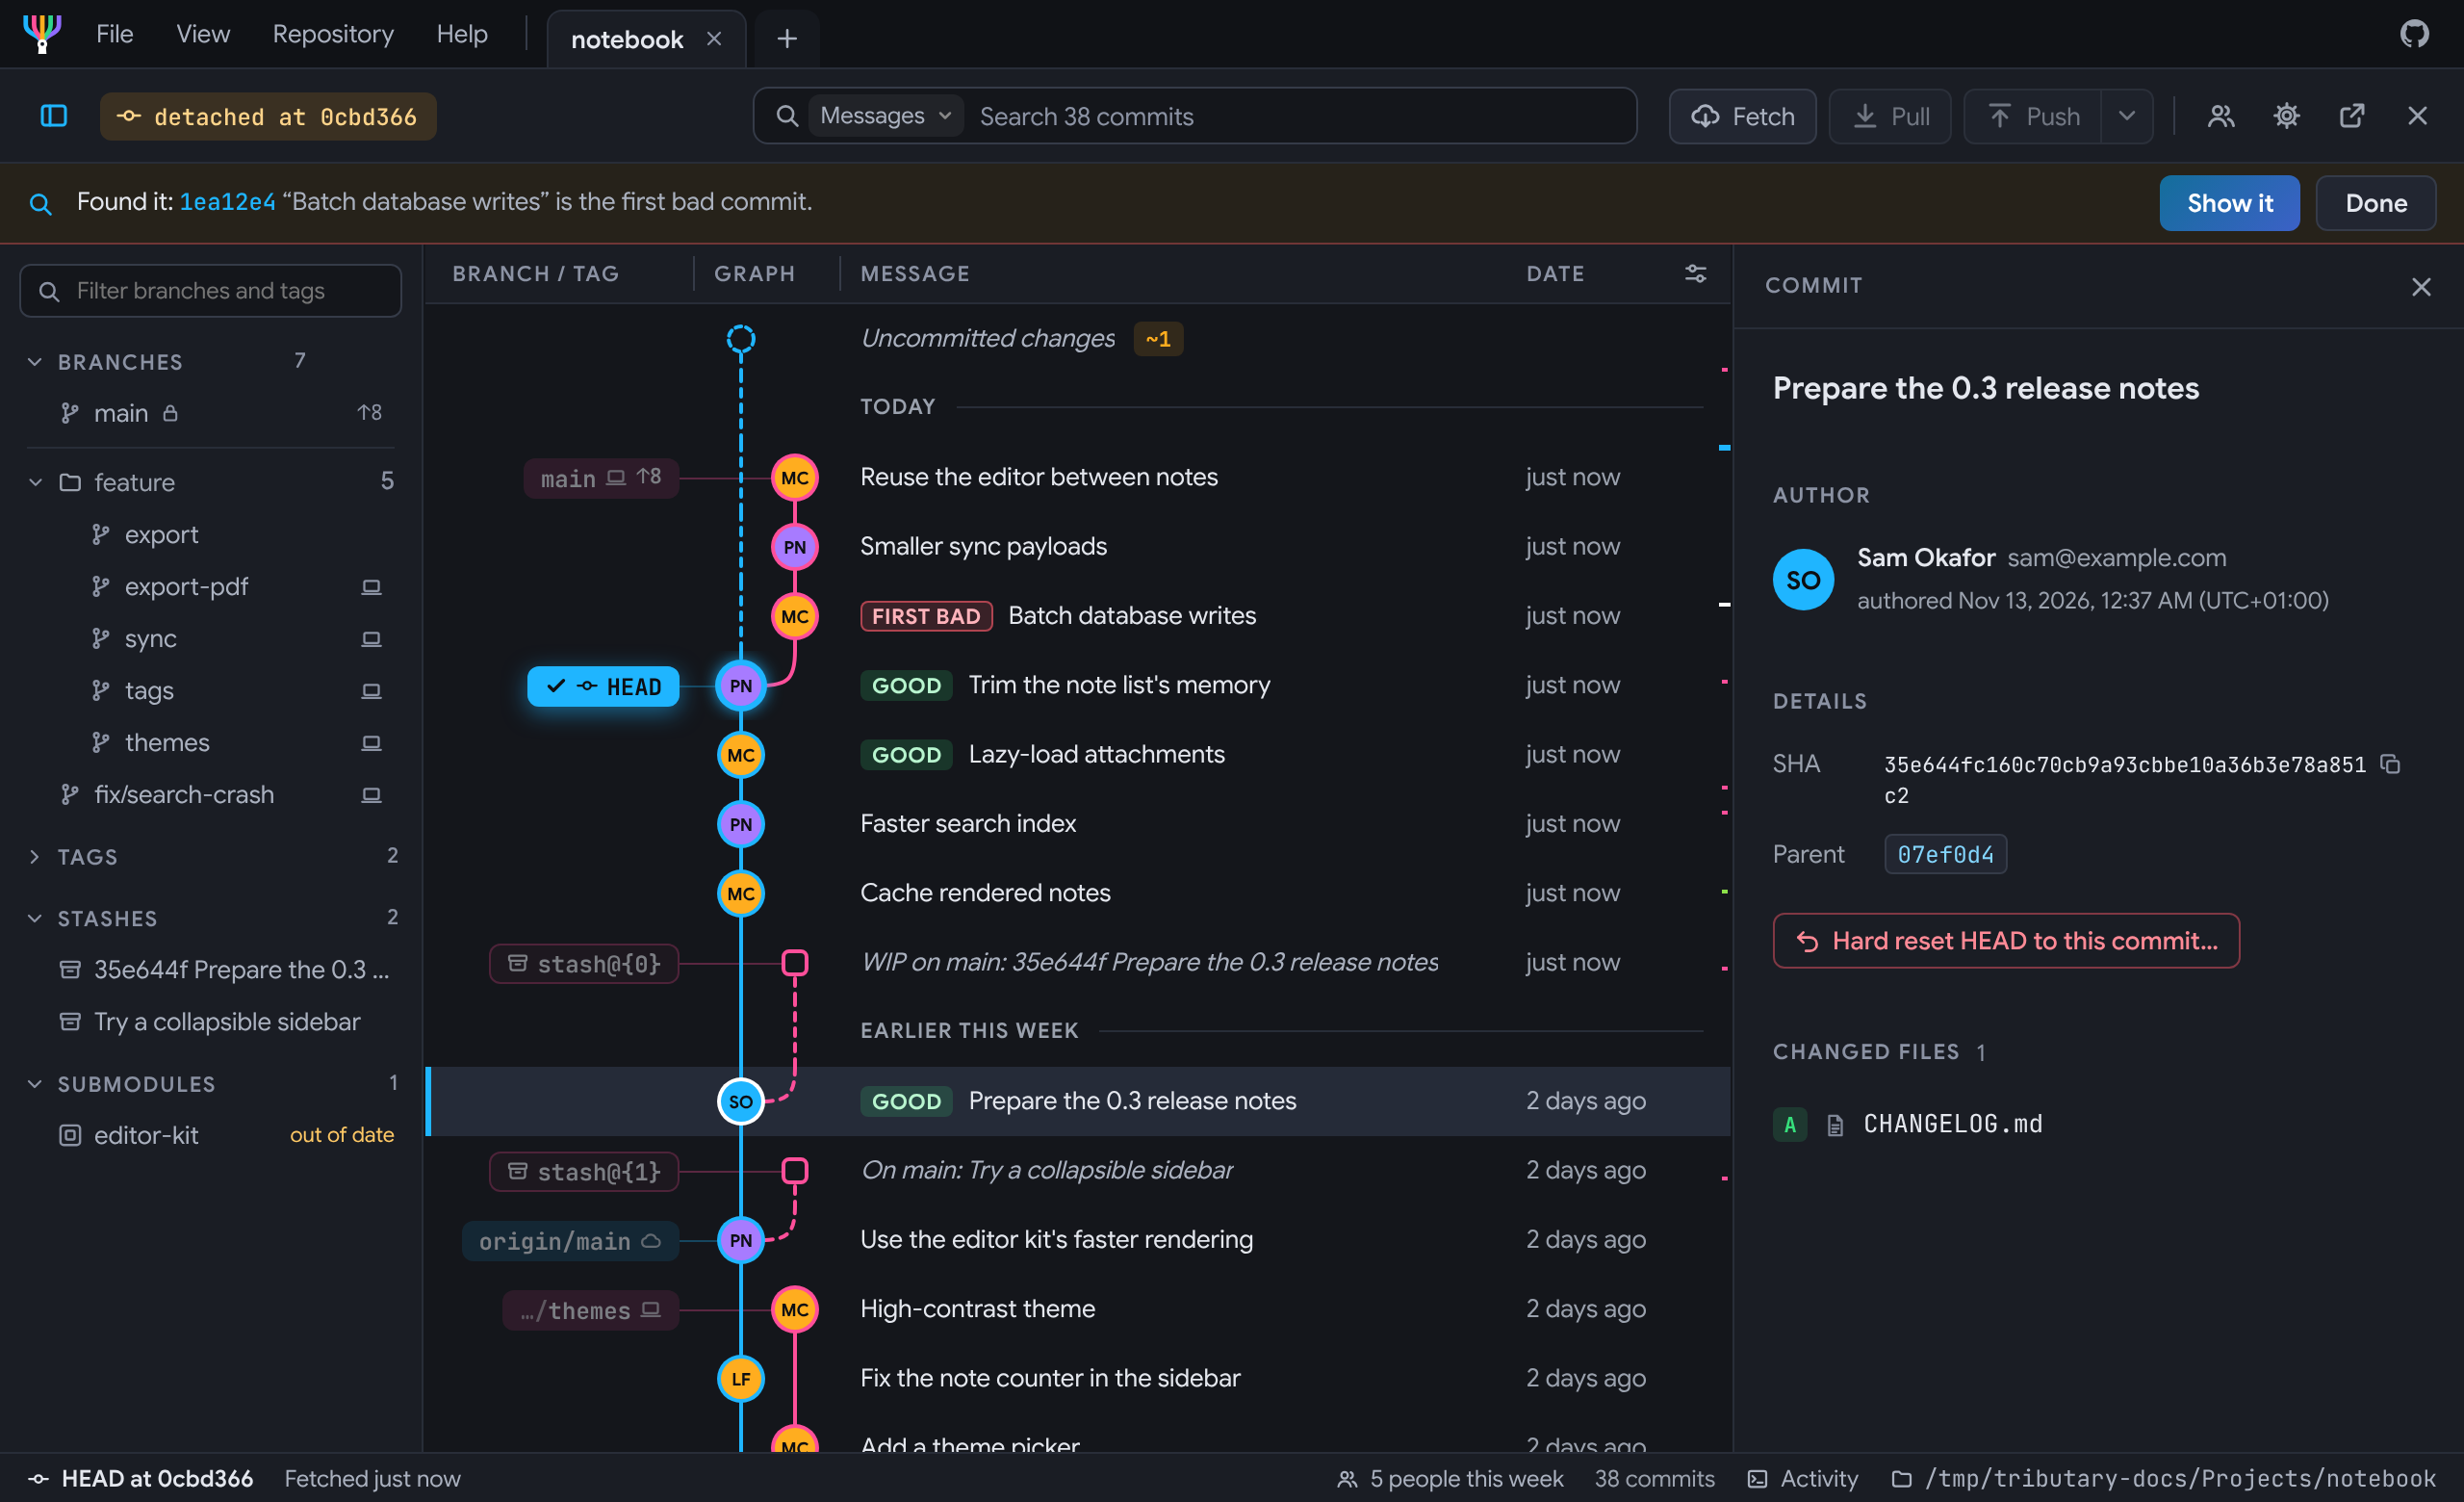 File View Repository Help notebook
detached at 0cbd366 Messages Search 38 commits Fetch Pull Push
Found it: 1ea12e4 “Batch database writes” is the first bad commit. Show it Done
Filter branches and tags
BRANCHES 7
main ↑8
feature 5
export
export-pdf
sync
tags
themes
fix/search-crash
TAGS 2
STASHES 2
35e644f Prepare the 0.3 ...
Try a collapsible sidebar
SUBMODULES 1
editor-kit out of date
BRANCH / TAG GRAPH MESSAGE DATE
Uncommitted changes ~1
TODAY
main ↑8 MC Reuse the editor between notes just now
PN Smaller sync payloads just now
MC FIRST BAD Batch database writes just now
HEAD PN GOOD Trim the note list's memory just now
MC GOOD Lazy-load attachments just now
PN Faster search index just now
MC Cache rendered notes just now
stash@{0} WIP on main: 35e644f Prepare the 0.3 release notes just now
EARLIER THIS WEEK
SO GOOD Prepare the 0.3 release notes 2 days ago
stash@{1} On main: Try a collapsible sidebar 2 days ago
origin/main PN Use the editor kit's faster rendering 2 days ago
…/themes MC High-contrast theme 2 days ago
LF Fix the note counter in the sidebar 2 days ago
MC Add a theme picker 2 days ago
COMMIT
Prepare the 0.3 release notes
AUTHOR
SO Sam Okafor sam@example.com
authored Nov 13, 2026, 12:37 AM (UTC+01:00)
DETAILS
SHA 35e644fc160c70cb9a93cbbe10a36b3e78a851
c2
Parent 07ef0d4
Hard reset HEAD to this commit...
CHANGED FILES 1
A CHANGELOG.md
HEAD at 0cbd366 Fetched just now 5 people this week 38 commits Activity /tmp/tributary-docs/Projects/notebook